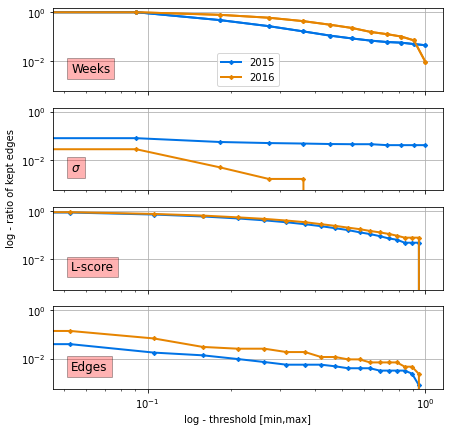 10⁰
10⁻²
Weeks
2015
2016
10⁰
10⁻²
σ
10⁰
10⁻²
L-score
10⁰
10⁻²
Edges
10⁻¹
10⁰
log - threshold [min,max]
log - ratio of kept edges